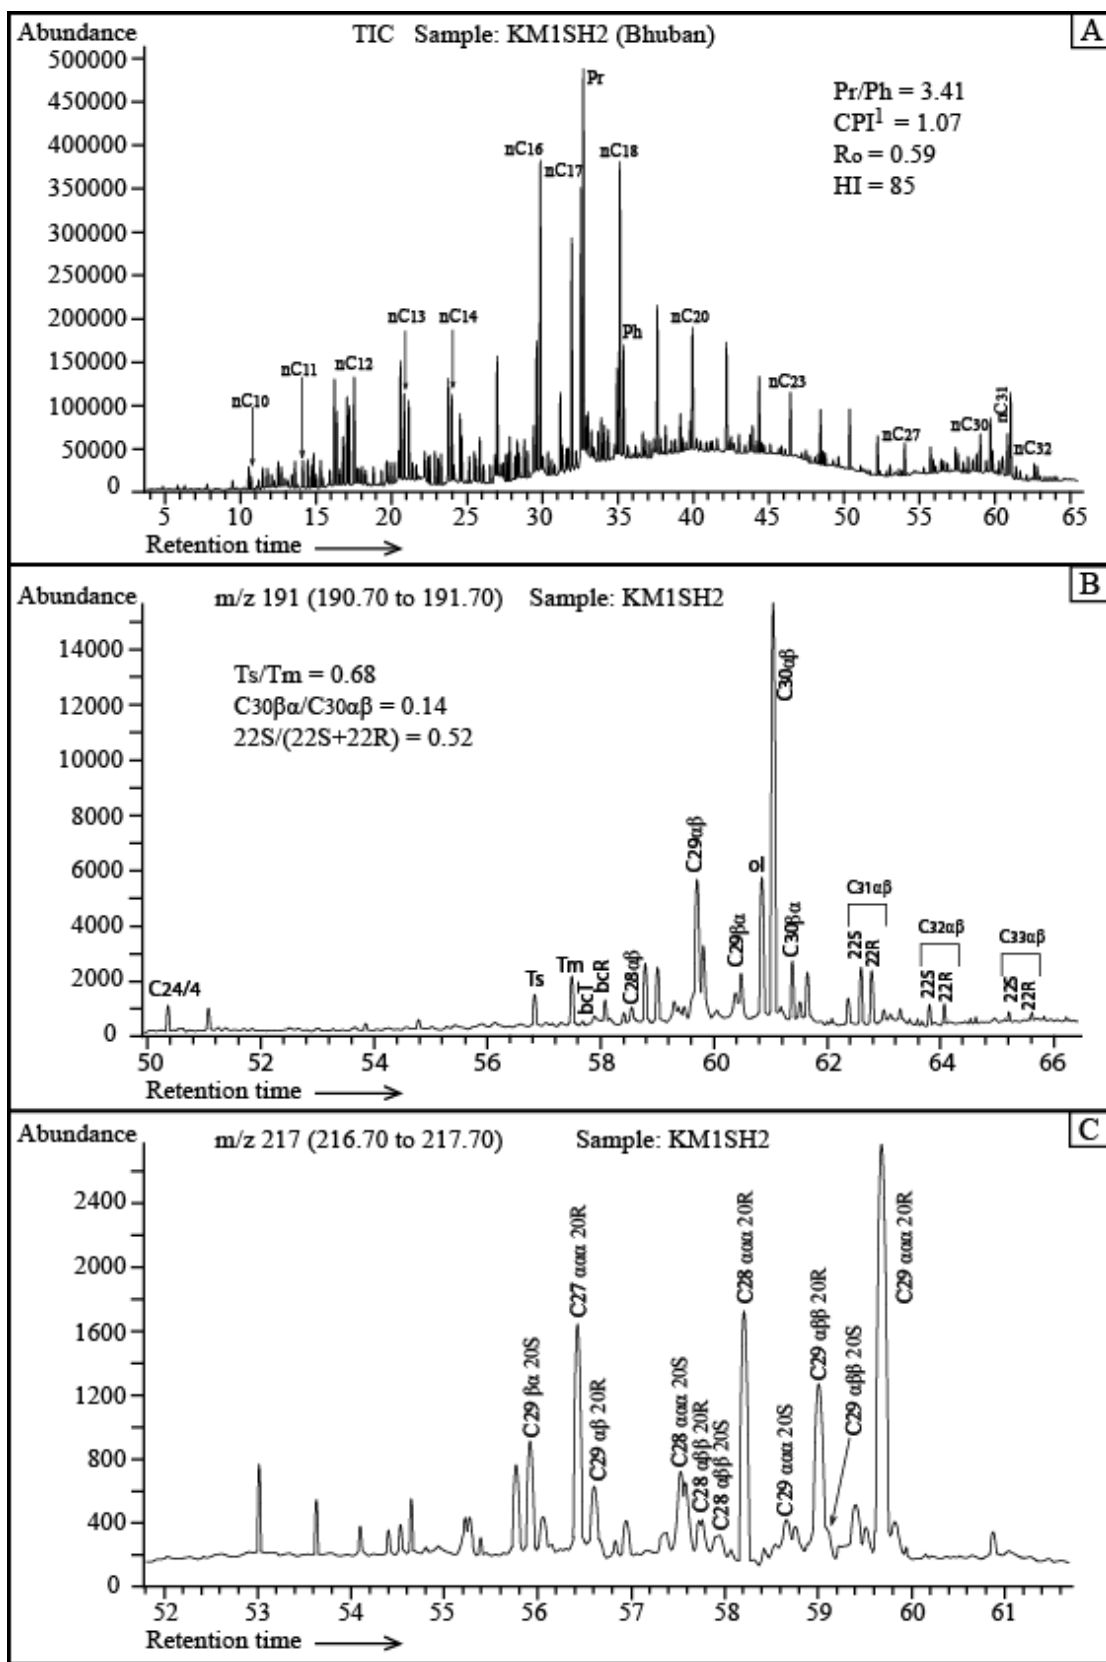 Abundance TIC Sample: KM1SH2 (Bhuban) A
500000
450000
400000
350000
300000
250000
200000
150000
100000
50000
0
Pr/Ph = 3.41
CPI¹ = 1.07
Ro = 0.59
HI = 85
nC10
nC11
nC12
nC13
nC14
nC16
nC17
Pr
nC18
Ph
nC20
nC23
nC27
nC30
nC31
nC32
5 10 15 20 25 30 35 40 45 50 55 60 65
Retention time
Abundance m/z 191 (190.70 to 191.70) Sample: KM1SH2 B
14000
12000
10000
8000
6000
4000
2000
0
Ts/Tm = 0.68
C30βα/C30αβ = 0.14
22S/(22S+22R) = 0.52
C24/4
Ts
Tm
bcT
bcR
C28αβ
C29αβ
C29βα
ol
C30αβ
C30βα
C31αβ
22S
22R
C32αβ
22S
22R
C33αβ
22S
22R
50 52 54 56 58 60 62 64 66
Retention time
Abundance m/z 217 (216.70 to 217.70) Sample: KM1SH2 C
2400
2000
1600
1200
800
400
0
C29 βα 20S
C27 ααα 20R
C29 αβ 20R
C28 ααα 20S
C28 αββ 20R
C28 αββ 20S
C28 ααα 20R
C29 ααα 20S
C29 αββ 20R
C29 αββ 20S
C29 ααα 20R
52 53 54 55 56 57 58 59 60 61
Retention time